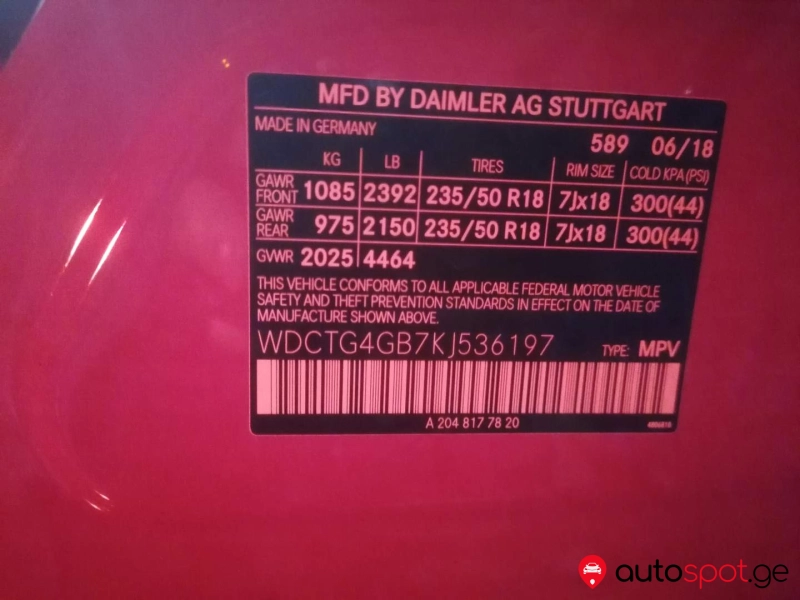 MFD BY DAIMLER AG STUTTGART
MADE IN GERMANY
589 06/18
KG LB TIRES RIM SIZE COLD KPA (PSI)
GAWR FRONT 1085 2392 235/50 R18 7Jx18 300(44)
GAWR REAR 975 2150 235/50 R18 7Jx18 300(44)
GVWR 2025 4464
THIS VEHICLE CONFORMS TO ALL APPLICABLE FEDERAL MOTOR VEHICLE
SAFETY AND THEFT PREVENTION STANDARDS IN EFFECT ON THE DATE OF
MANUFACTURE SHOWN ABOVE.
WDCTG4GB7KJ536197 TYPE: MPV
A 204 817 78 20
autospot.ge